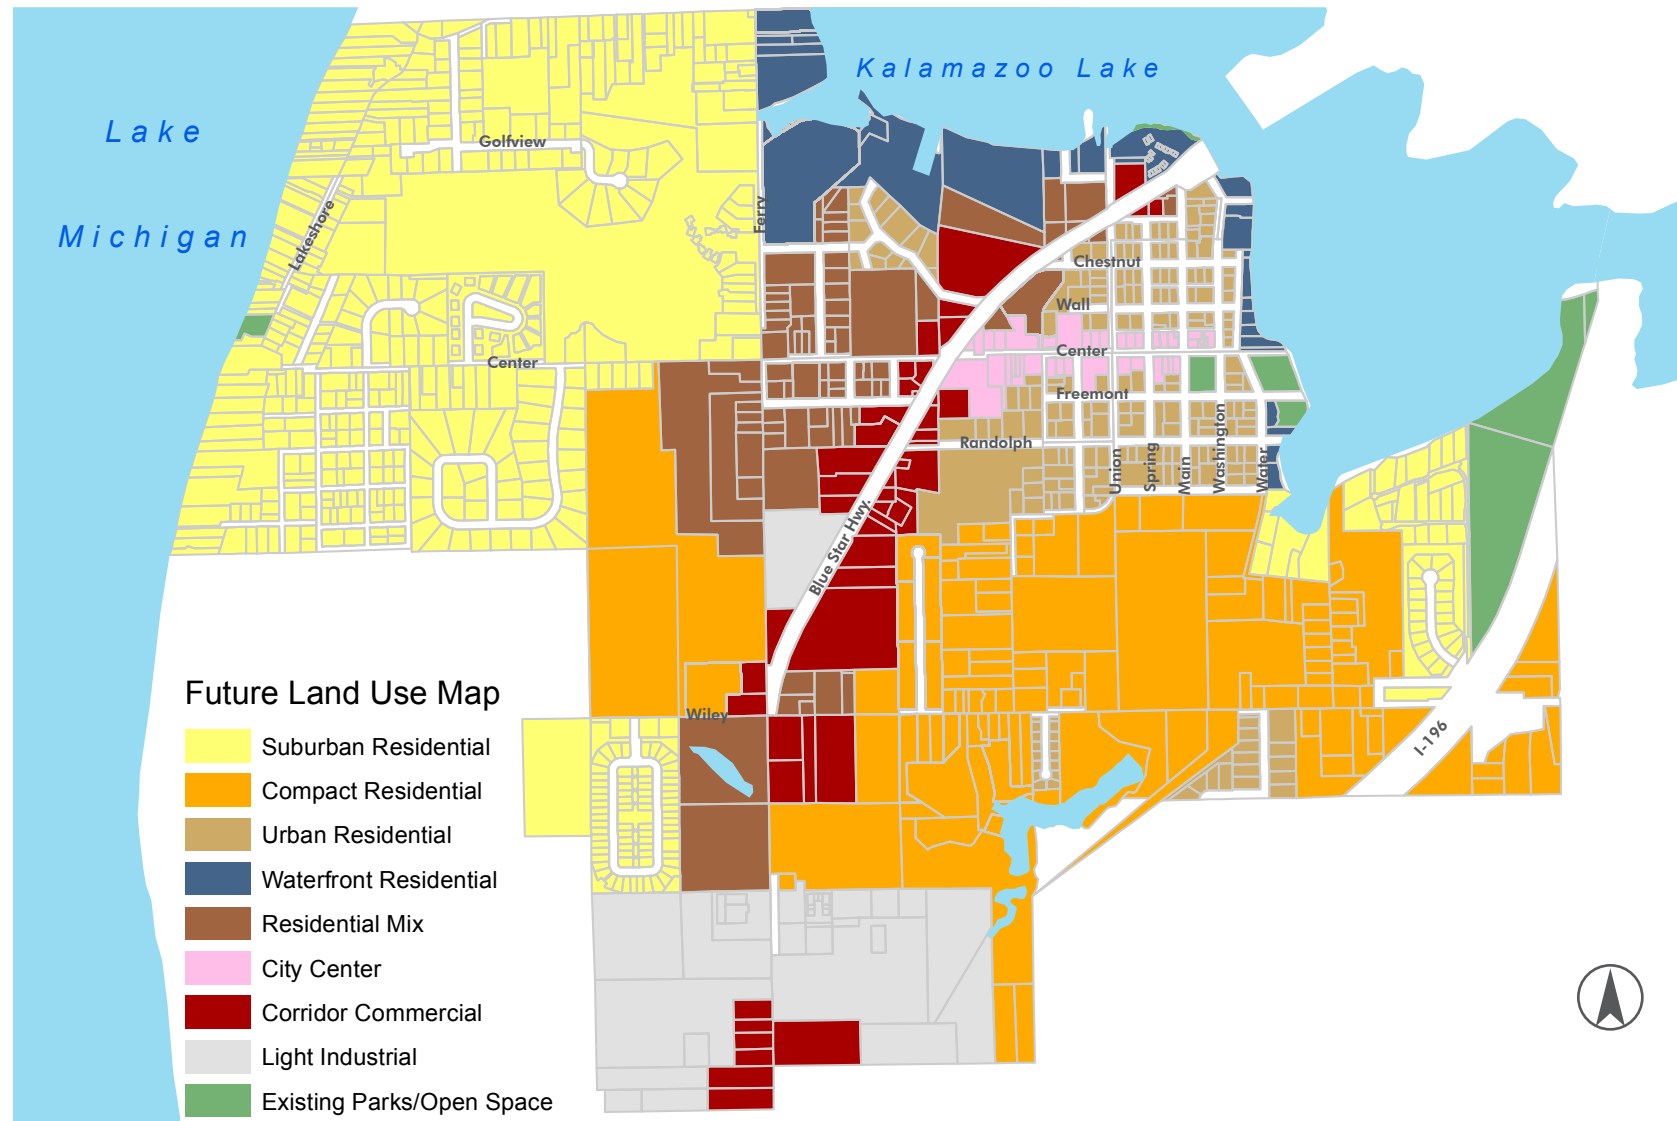 Kalamazoo Lake
Lake
Michigan
Golfview
Lakeshore
Ferry
Chestnut
Wall
Center
Center
Freemont
Randolph
Union
Spring
Main
Washington
Water
Blue Star Hwy.
Wiley
I-196
Future Land Use Map
Suburban Residential
Compact Residential
Urban Residential
Waterfront Residential
Residential Mix
City Center
Corridor Commercial
Light Industrial
Existing Parks/Open Space